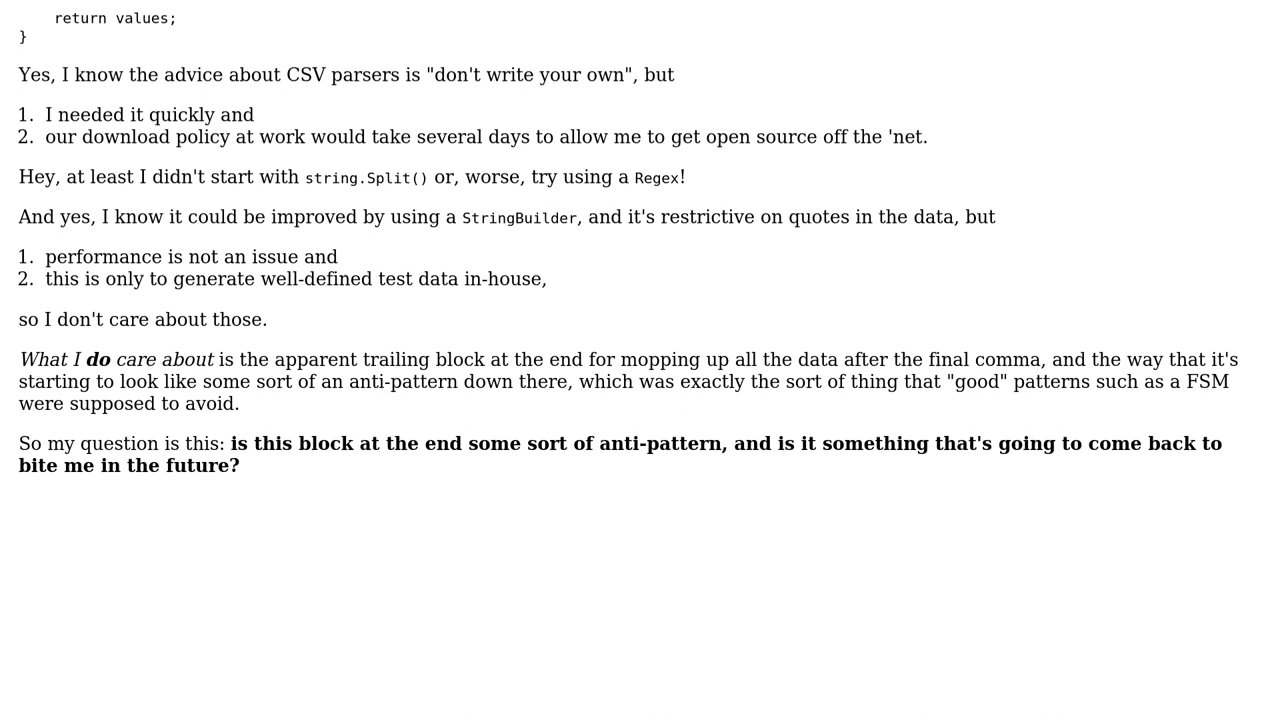 return values;
}
Yes, I know the advice about CSV parsers is "don't write your own", but
1. I needed it quickly and
2. our download policy at work would take several days to allow me to get open source off the 'net.
Hey, at least I didn't start with string.Split() or, worse, try using a Regex!
And yes, I know it could be improved by using a StringBuilder, and it's restrictive on quotes in the data, but
1. performance is not an issue and
2. this is only to generate well-defined test data in-house,
so I don't care about those.
What I do care about is the apparent trailing block at the end for mopping up all the data after the final comma, and the way that it's
starting to look like some sort of an anti-pattern down there, which was exactly the sort of thing that "good" patterns such as a FSM
were supposed to avoid.
So my question is this: is this block at the end some sort of anti-pattern, and is it something that's going to come back to
bite me in the future?